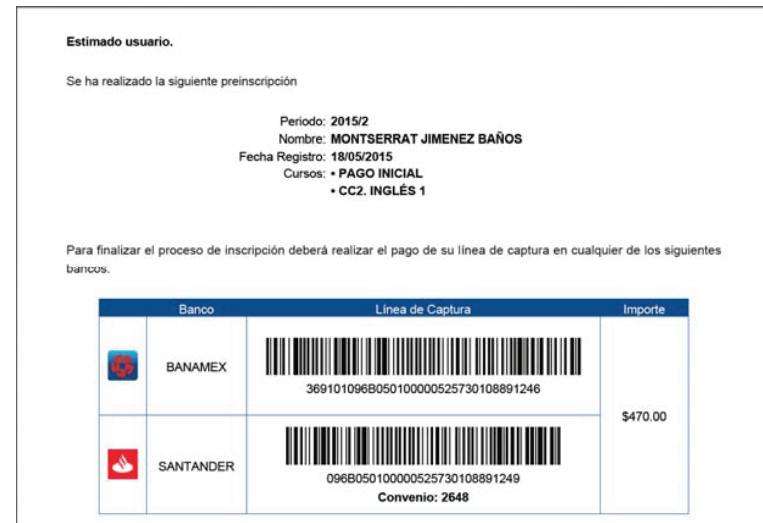 Estimado usuario.
Se ha realizado la siguiente preinscripción
Periodo: 2015/2
Nombre: MONTSERRAT JIMENEZ BAÑOS
Fecha Registro: 18/05/2015
Cursos: • PAGO INICIAL
• CC2. INGLÉS 1
Para finalizar el proceso de inscripción deberá realizar el pago de su línea de captura en cualquier de los siguientes
bancos.
Banco Línea de Captura Importe
BANAMEX
369101096B050100000525730108891246
$470.00
SANTANDER
096B050100000525730108891249
Convenio: 2648